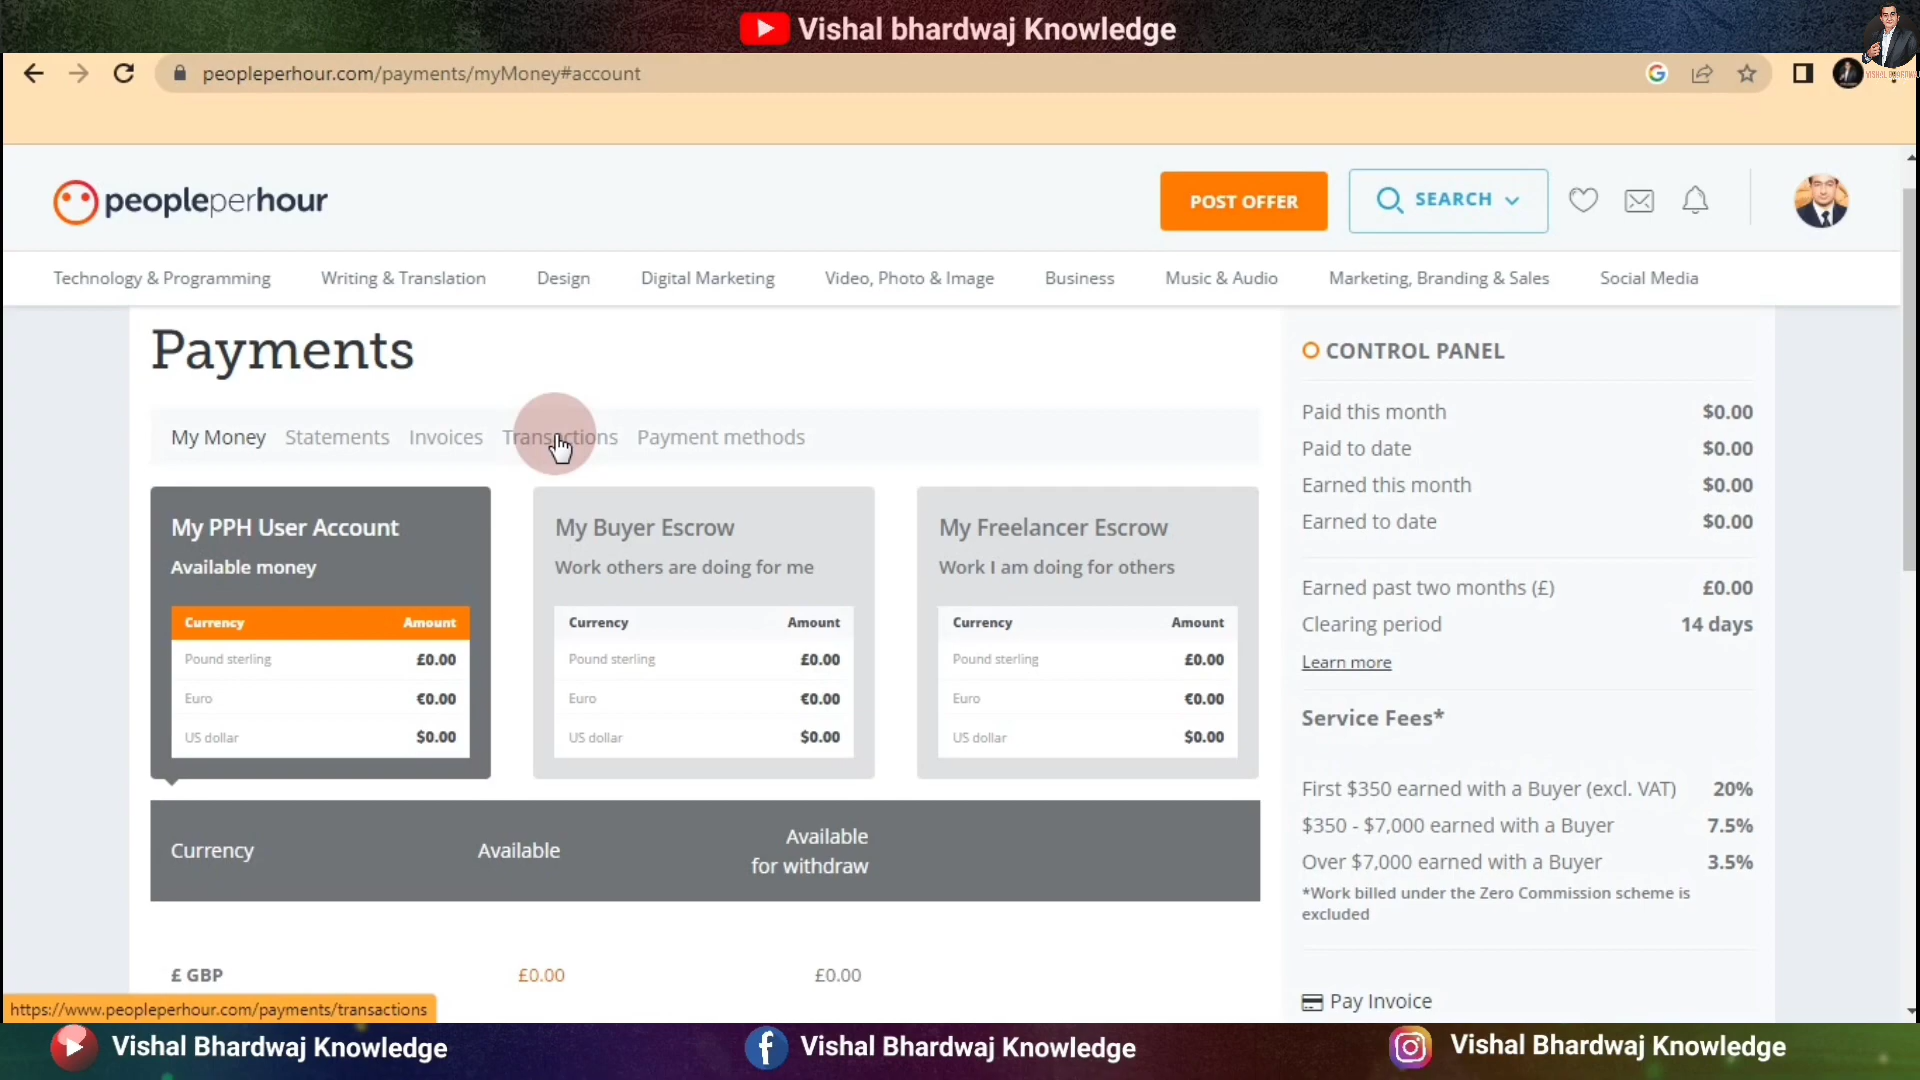 Vishal bhardwaj Knowledge
peopleperhour.com/payments/myMoney#account
peopleperhour
POST OFFER
SEARCH
Technology & Programming
Writing & Translation
Design
Digital Marketing
Video, Photo & Image
Business
Music & Audio
Marketing, Branding & Sales
Social Media
Payments
My Money
Statements
Invoices
Transactions
Payment methods
My PPH User Account
Available money
Currency Amount
Pound sterling £0.00
Euro €0.00
US dollar $0.00
My Buyer Escrow
Work others are doing for me
Currency Amount
Pound sterling £0.00
Euro €0.00
US dollar $0.00
My Freelancer Escrow
Work I am doing for others
Currency Amount
Pound sterling £0.00
Euro €0.00
US dollar $0.00
Currency
Available
Available
for withdraw
£ GBP £0.00 £0.00
CONTROL PANEL
Paid this month $0.00
Paid to date $0.00
Earned this month $0.00
Earned to date $0.00
Earned past two months (£) £0.00
Clearing period 14 days
Learn more
Service Fees*
First $350 earned with a Buyer (excl. VAT) 20%
$350 - $7,000 earned with a Buyer 7.5%
Over $7,000 earned with a Buyer 3.5%
*Work billed under the Zero Commission scheme is
excluded
Pay Invoice
https://www.peopleperhour.com/payments/transactions
Vishal Bhardwaj Knowledge
Vishal Bhardwaj Knowledge
Vishal Bhardwaj Knowledge